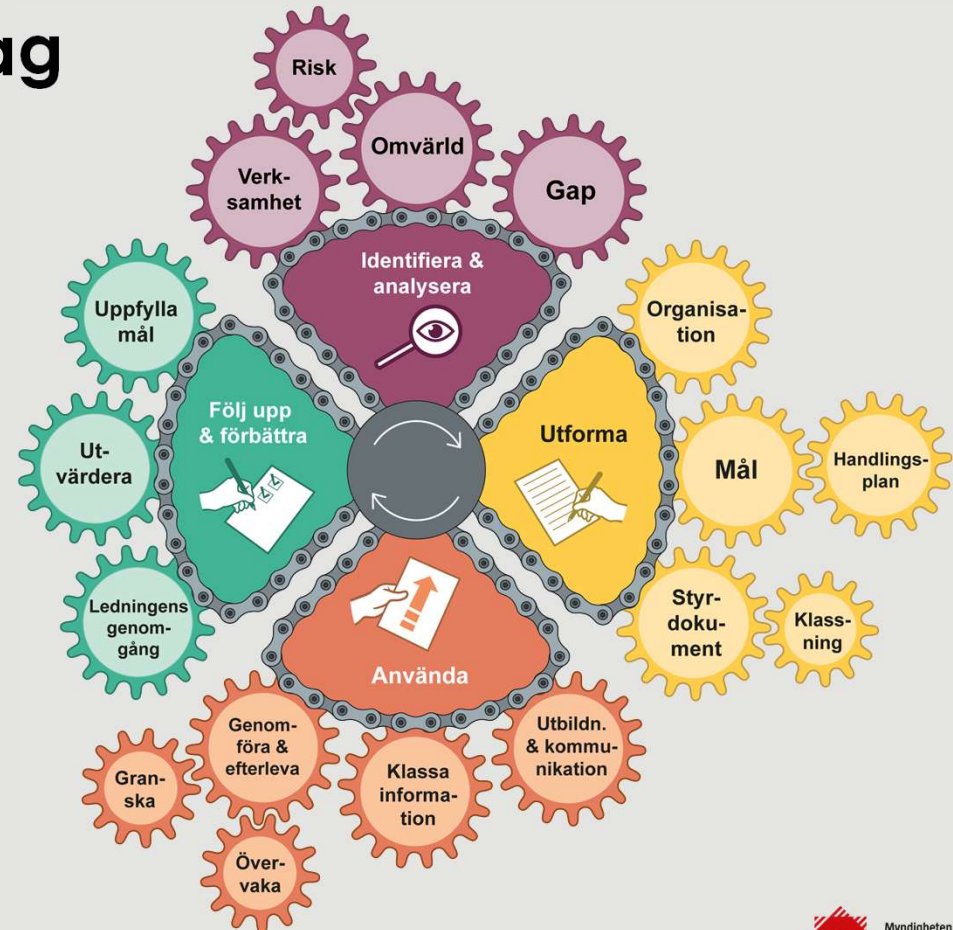 Risk
Omvärld
Verk-
samhet
Gap
Identifiera &
analysera
Uppfylla
mål
Organisa-
tion
Följ upp
& förbättra
Utforma
Ut-
värdera
Mål
Handlings-
plan
Ledningens
genom-
gång
Styr-
doku-
ment
Klass-
ning
Använda
Genom-
föra &
efterleva
Utbildn.
& kommu-
nikation
Gran-
ska
Klassa
informa-
tion
Över-
vaka
Myndigheten